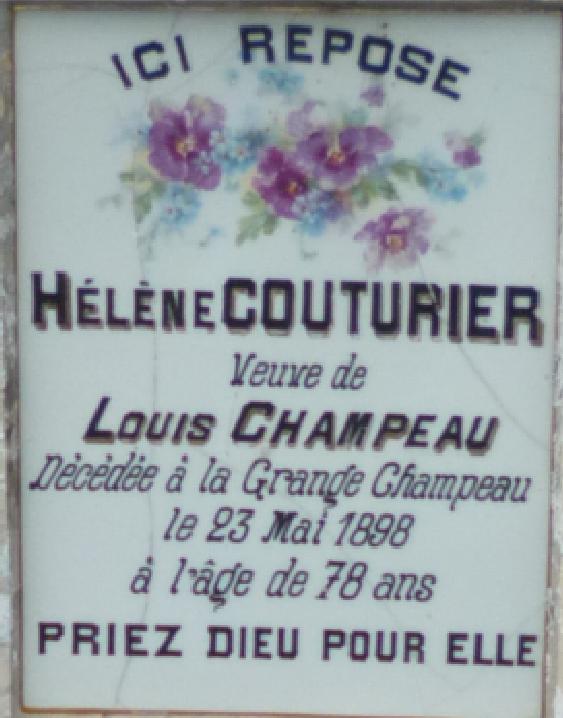 ICI REPOSE
HÉLÈNE COUTURIER
Veuve de
LOUIS CHAMPEAU
Décédée à la Grange Champeau
le 23 Mai 1898
à l'âge de 78 ans
PRIEZ DIEU POUR ELLE